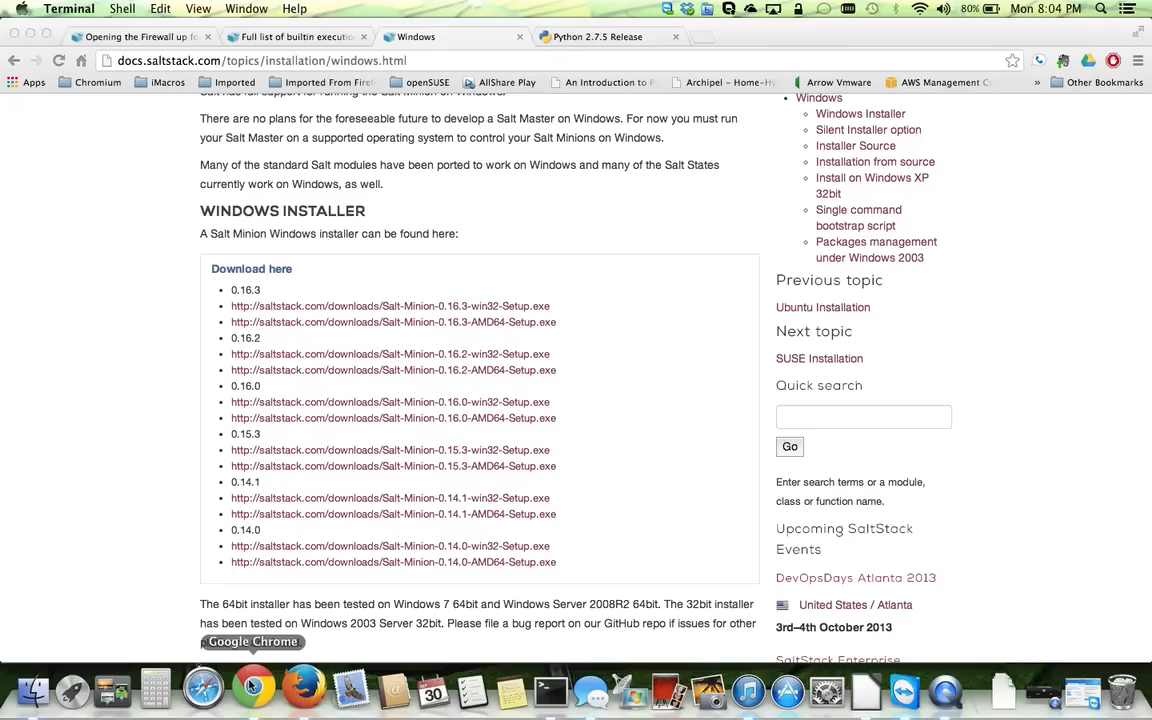 Terminal Shell Edit View Window Help 80% Mon 8:04 PM
Opening the Firewall up fo Full list of builtin executio Windows Python 2.7.5 Release
docs.saltstack.com/topics/installation/windows.html
Apps Chromium iMacros Imported Imported From Firef openSUSE AllShare Play An Introduction to P Archipel – Home-Hy Arrow Vmware AWS Management C » Other Bookmarks
Salt has full support for running the Salt Minion on Windows.
There are no plans for the foreseeable future to develop a Salt Master on Windows. For now you must run
your Salt Master on a supported operating system to control your Salt Minions on Windows.
Many of the standard Salt modules have been ported to work on Windows and many of the Salt States
currently work on Windows, as well.
WINDOWS INSTALLER
A Salt Minion Windows installer can be found here:
Download here
0.16.3
http://saltstack.com/downloads/Salt-Minion-0.16.3-win32-Setup.exe
http://saltstack.com/downloads/Salt-Minion-0.16.3-AMD64-Setup.exe
0.16.2
http://saltstack.com/downloads/Salt-Minion-0.16.2-win32-Setup.exe
http://saltstack.com/downloads/Salt-Minion-0.16.2-AMD64-Setup.exe
0.16.0
http://saltstack.com/downloads/Salt-Minion-0.16.0-win32-Setup.exe
http://saltstack.com/downloads/Salt-Minion-0.16.0-AMD64-Setup.exe
0.15.3
http://saltstack.com/downloads/Salt-Minion-0.15.3-win32-Setup.exe
http://saltstack.com/downloads/Salt-Minion-0.15.3-AMD64-Setup.exe
0.14.1
http://saltstack.com/downloads/Salt-Minion-0.14.1-win32-Setup.exe
http://saltstack.com/downloads/Salt-Minion-0.14.1-AMD64-Setup.exe
0.14.0
http://saltstack.com/downloads/Salt-Minion-0.14.0-win32-Setup.exe
http://saltstack.com/downloads/Salt-Minion-0.14.0-AMD64-Setup.exe
The 64bit installer has been tested on Windows 7 64bit and Windows Server 2008R2 64bit. The 32bit installer
has been tested on Windows 2003 Server 32bit. Please file a bug report on our GitHub repo if issues for other
Google Chrome
Windows
Windows Installer
Silent Installer option
Installer Source
Installation from source
Install on Windows XP
32bit
Single command
bootstrap script
Packages management
under Windows 2003
Previous topic
Ubuntu Installation
Next topic
SUSE Installation
Quick search
Go
Enter search terms or a module,
class or function name.
Upcoming SaltStack
Events
DevOpsDays Atlanta 2013
United States / Atlanta
3rd–4th October 2013
SaltStack Enterprise
30